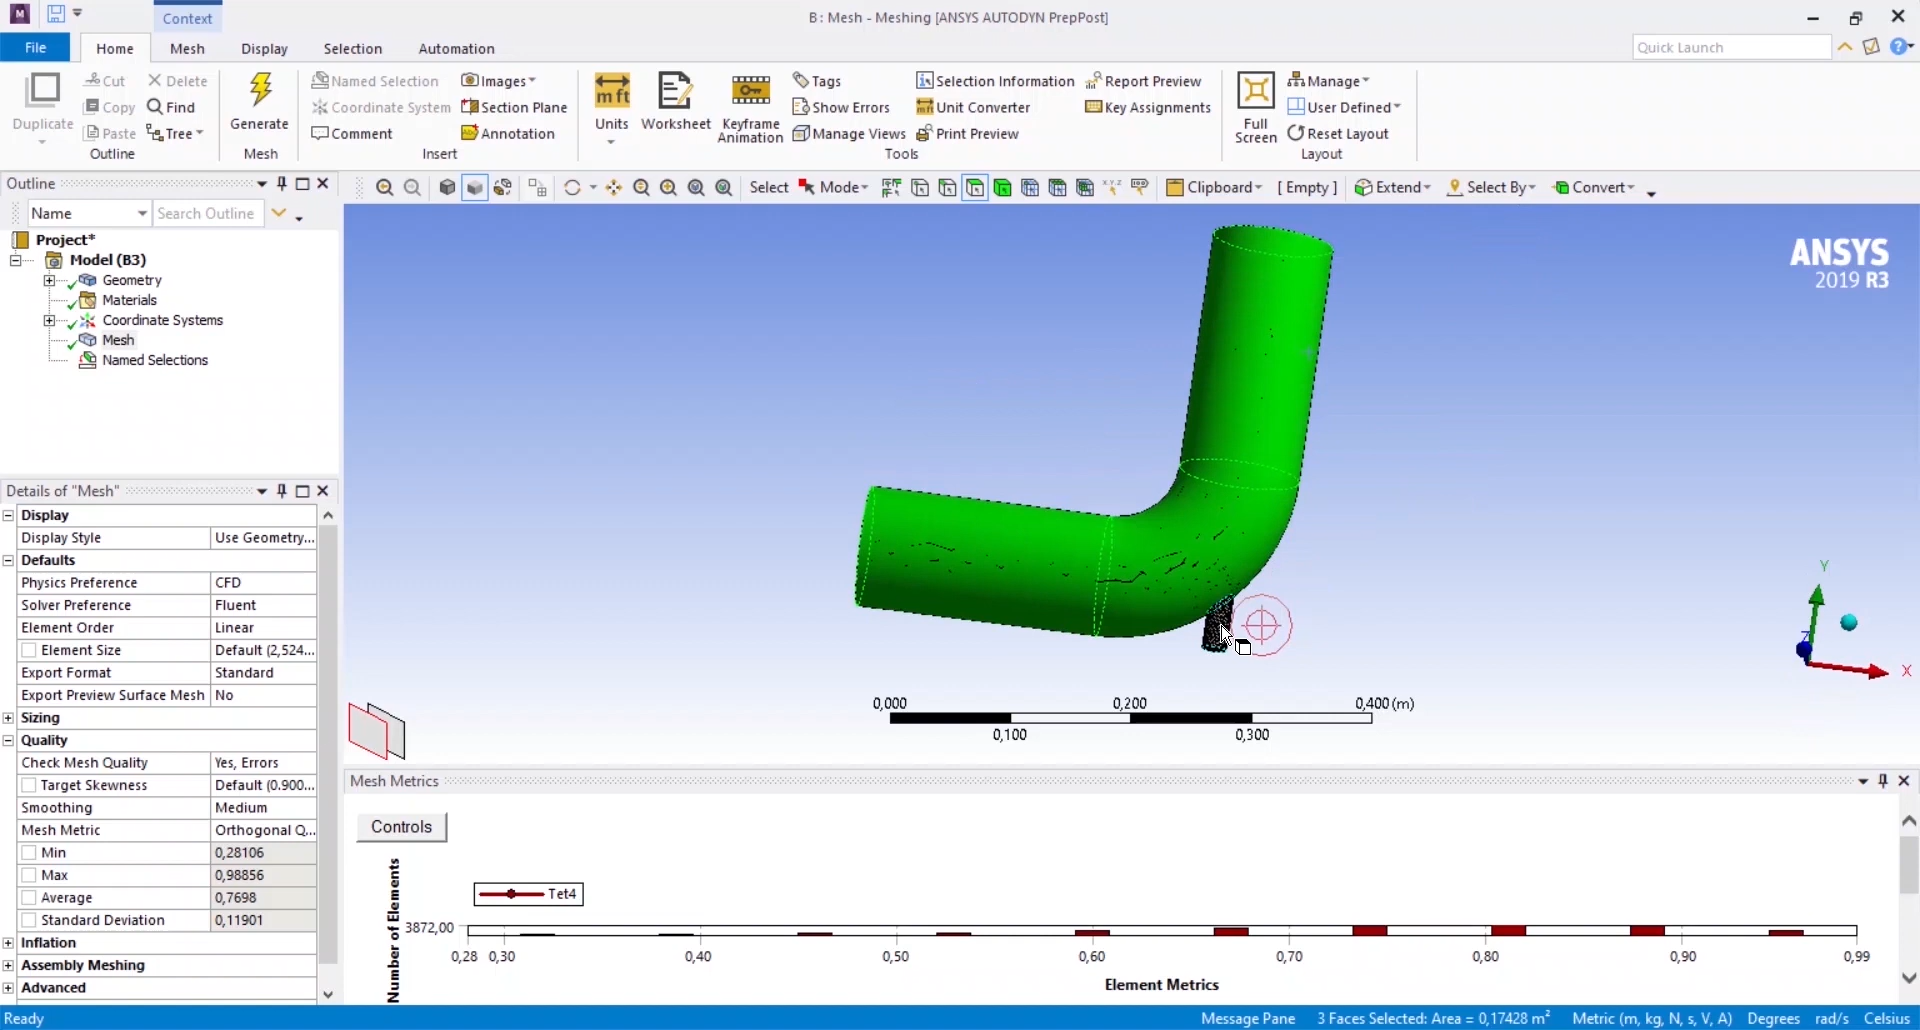 M
Context
B : Mesh - Meshing [ANSYS AUTODYN PrepPost]
File Home Mesh Display Selection Automation
Quick Launch
Duplicate
Cut
Copy
Paste
Delete
Find
Tree
Outline
Generate
Mesh
Named Selection
Coordinate System
Comment
Images
Section Plane
Annotation
Insert
m ft
Units
Worksheet
Keyframe
Animation
Tags
Show Errors
Manage Views
Selection Information
Unit Converter
Print Preview
Report Preview
Key Assignments
Tools
Full
Screen
Manage
User Defined
Reset Layout
Layout
Outline
Name Search Outline
Project*
Model (B3)
Geometry
Materials
Coordinate Systems
Mesh
Named Selections
Select Mode Clipboard [ Empty ] Extend Select By Convert
ANSYS
2019 R3
Y
Z
X
0,000 0,200 0,400 (m)
0,100 0,300
Details of "Mesh"
Display
Display Style Use Geometry...
Defaults
Physics Preference CFD
Solver Preference Fluent
Element Order Linear
Element Size Default (2,524...
Export Format Standard
Export Preview Surface Mesh No
Sizing
Quality
Check Mesh Quality Yes, Errors
Target Skewness Default (0.900...
Smoothing Medium
Mesh Metric Orthogonal Q...
Min 0,28106
Max 0,98856
Average 0,7698
Standard Deviation 0,11901
Inflation
Assembly Meshing
Advanced
Mesh Metrics
Controls
Number of Elements
Tet4
3872,00
0,28 0,30 0,40 0,50 0,60 0,70 0,80 0,90 0,99
Element Metrics
Ready
Message Pane 3 Faces Selected: Area = 0,17428 m² Metric (m, kg, N, s, V, A) Degrees rad/s Celsius